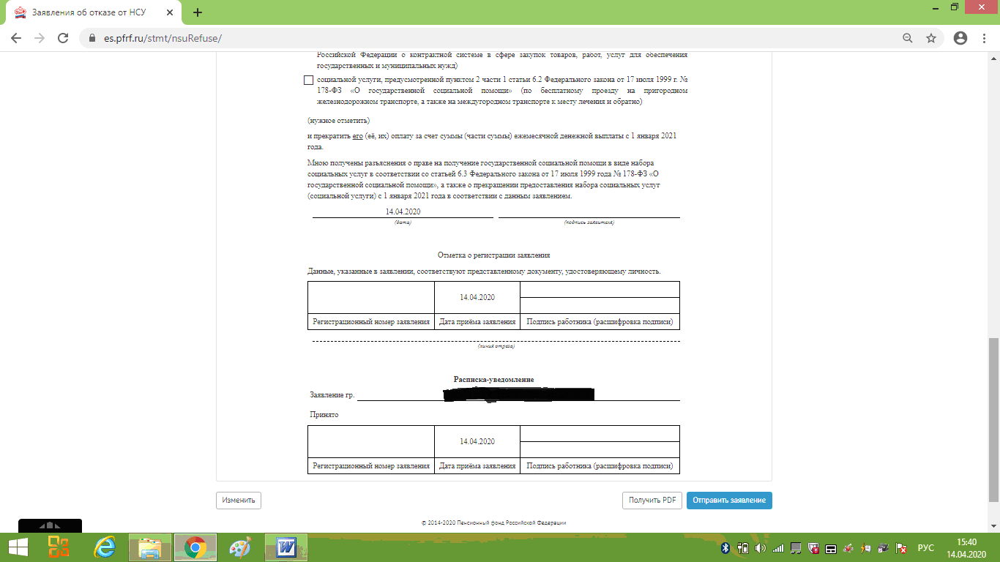 Заявления об отказе от НСУ
es.pfrf.ru/stmt/nsuRefuse/
Российской Федерации о контрактной системе в сфере закупок товаров, работ, услуг для обеспечения
государственных и муниципальных нужд)
социальной услуги, предусмотренной пунктом 2 части 1 статьи 6.2 Федерального закона от 17 июля 1999 г. №
178-ФЗ «О государственной социальной помощи» (по бесплатному проезду на пригородном
железнодорожном транспорте, а также на междугородном транспорте к месту лечения и обратно)
(нужное отметить)
и прекратить его (её, их) оплату за счет суммы (части суммы) ежемесячной денежной выплаты с 1 января 2021
года.
Мною получены разъяснения о праве на получение государственной социальной помощи в виде набора
социальных услуг в соответствии со статьей 6.3 Федерального закона от 17 июля 1999 года № 178-ФЗ «О
государственной социальной помощи», а также о прекращении предоставления набора социальных услуг
(социальной услуги) с 1 января 2021 года в соответствии с данным заявлением.
14.04.2020
(дата) (подпись заявителя)
Отметка о регистрации заявления
Данные, указанные в заявлении, соответствуют представленному документу, удостоверяющему личность.
14.04.2020
Регистрационный номер заявления Дата приёма заявления Подпись работника (расшифровка подписи)
(линия отреза)
Расписка-уведомление
Заявление гр.
Принято
14.04.2020
Регистрационный номер заявления Дата приёма заявления Подпись работника (расшифровка подписи)
Изменить Получить PDF Отправить заявление
© 2014-2020 Пенсионный фонд Российской Федерации
РУС
15:40
14.04.2020